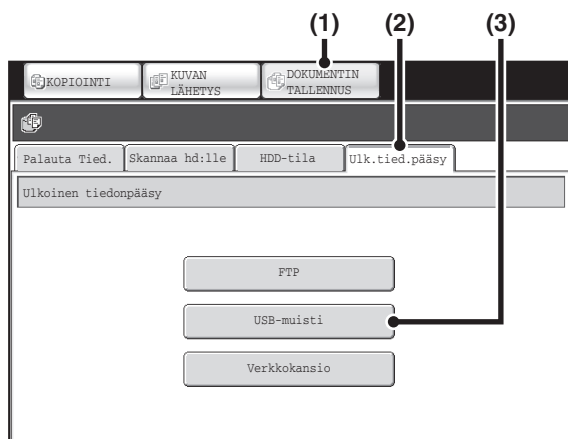 (1) (2) (3)
KOPIOINTI
KUVAN
LÄHETYS
DOKUMENTIN
TALLENNUS
Palauta Tied. Skannaa hd:lle HDD-tila Ulk.tied.pääsy
Ulkoinen tiedonpääsy
FTP
USB-muisti
Verkkokansio